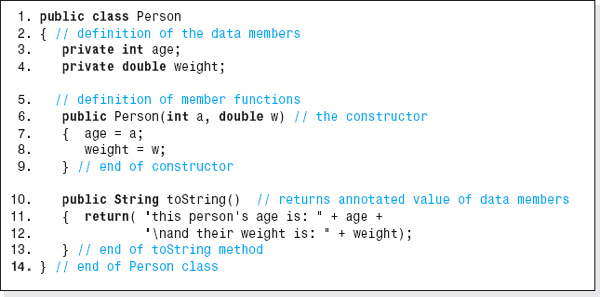 1. public class Person
2. { // definition of the data members
3. private int age;
4. private double weight;
5. // definition of member functions
6. public Person(int a, double w) // the constructor
7. { age = a;
8. weight = w;
9. } // end of constructor
10. public String toString() // returns annotated value of data members
11. { return( "this person's age is: " + age +
12. "\nand their weight is: " + weight);
13. } // end of toString method
14. } // end of Person class